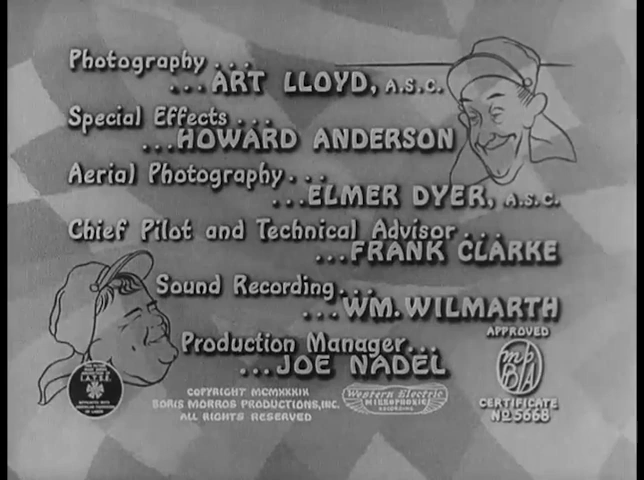 Photography...
...ART LLOYD, A.S.C.
Special Effects...
...HOWARD ANDERSON
Aerial Photography...
...ELMER DYER, A.S.C.
Chief Pilot and Technical Advisor...
...FRANK CLARKE
Sound Recording...
...WM. WILMARTH
Production Manager...
...JOE NADEL
I.A.T.S.E.
COPYRIGHT MCMXXXIX
BORIS MORROS PRODUCTIONS, INC.
ALL RIGHTS RESERVED
Western Electric
MIRROPHONIC
RECORDING
APPROVED
MPPDA
CERTIFICATE
No 5668